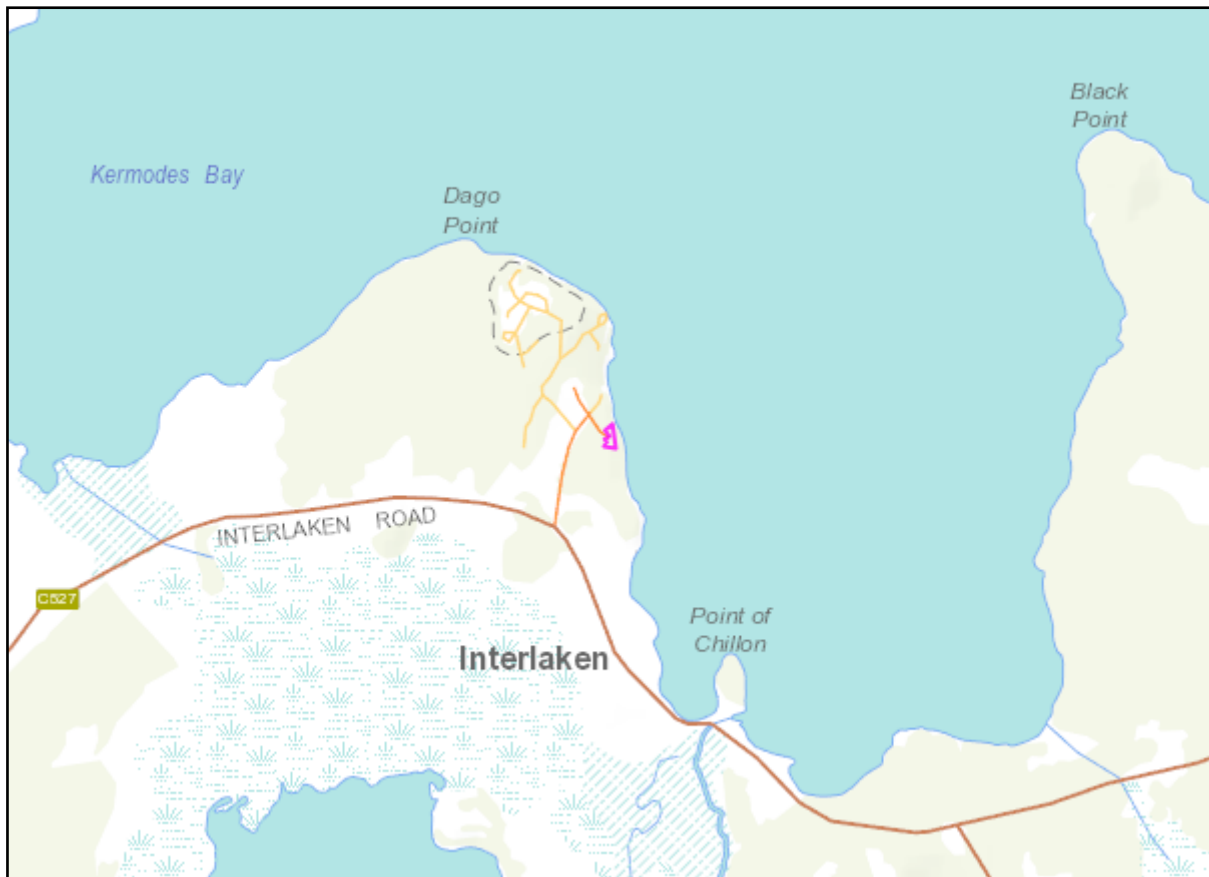 Black
Point
Kermodes Bay
Dago
Point
INTERLAKEN ROAD
C527
Point of
Chillon
Interlaken